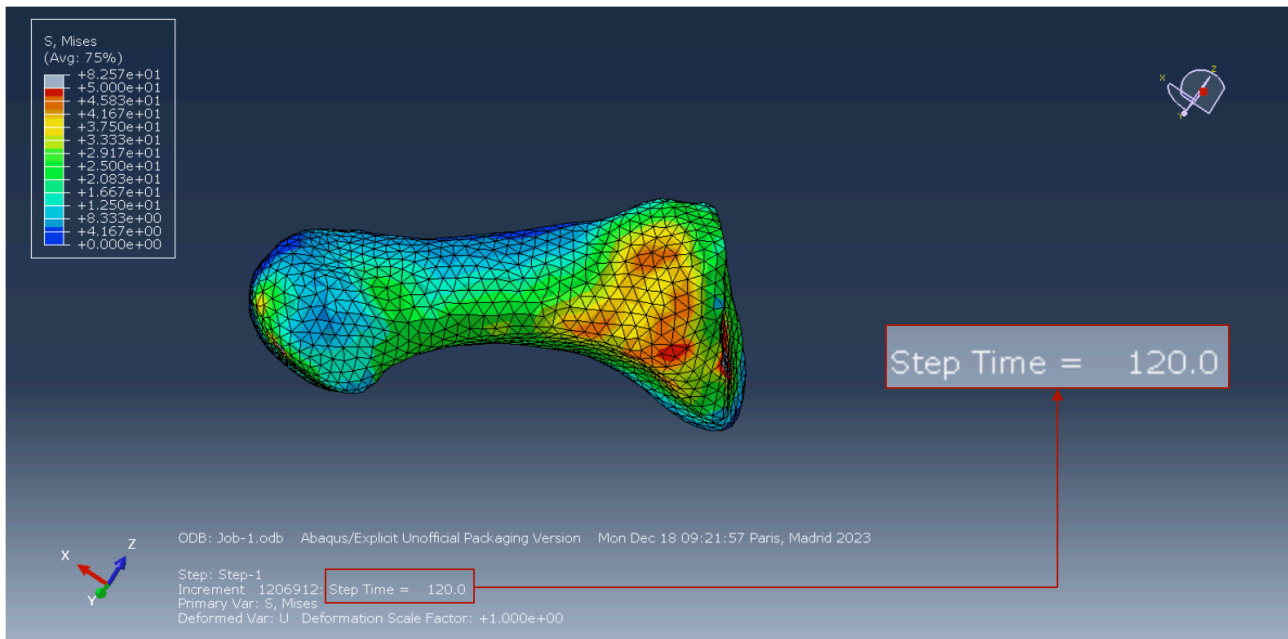 S, Mises
(Avg: 75%)
+8.257e+01
+5.000e+01
+4.583e+01
+4.167e+01
+3.750e+01
+3.333e+01
+2.917e+01
+2.500e+01
+2.083e+01
+1.667e+01
+1.250e+01
+8.333e+00
+4.167e+00
+0.000e+00
X
Z
Y
Step Time = 120.0
X
Z
Y
ODB: Job-1.odb Abaqus/Explicit Unofficial Packaging Version Mon Dec 18 09:21:57 Paris, Madrid 2023
Step: Step-1
Increment 1206912: Step Time = 120.0
Primary Var: S, Mises
Deformed Var: U Deformation Scale Factor: +1.000e+00